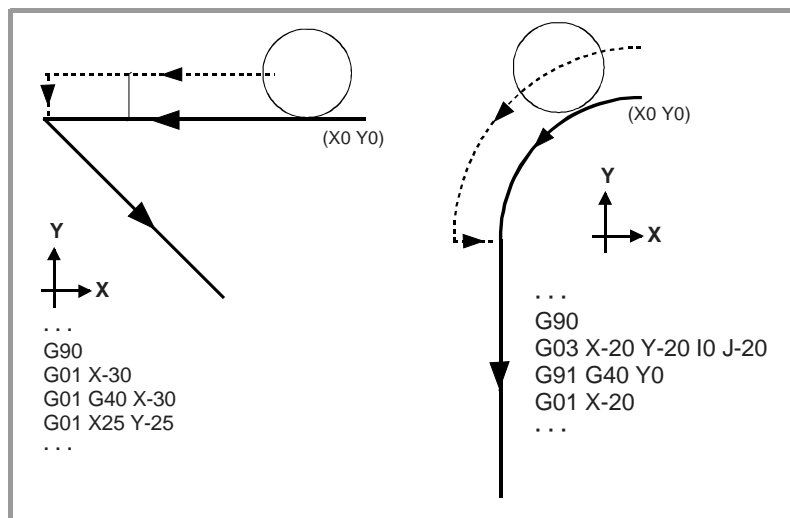 (X0 Y0)
Y
X
. . .
G90
G01 X-30
G01 G40 X-30
G01 X25 Y-25
. . .
(X0 Y0)
Y
X
. . .
G90
G03 X-20 Y-20 I0 J-20
G91 G40 Y0
G01 X-20
. . .